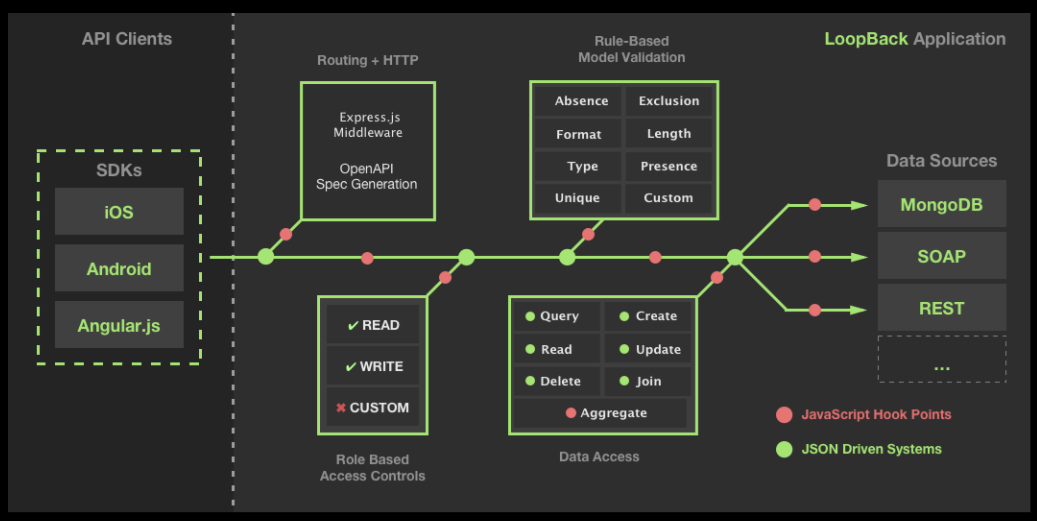 API Clients
LoopBack Application
Routing + HTTP
Rule-Based
Model Validation
Express.js
Middleware
OpenAPI
Spec Generation
Absence
Exclusion
Format
Length
Type
Presence
Unique
Custom
SDKs
iOS
Android
Angular.js
Data Sources
MongoDB
SOAP
REST
...
✔ READ
✔ WRITE
✖ CUSTOM
Role Based
Access Controls
Query
Create
Read
Update
Delete
Join
Aggregate
Data Access
JavaScript Hook Points
JSON Driven Systems